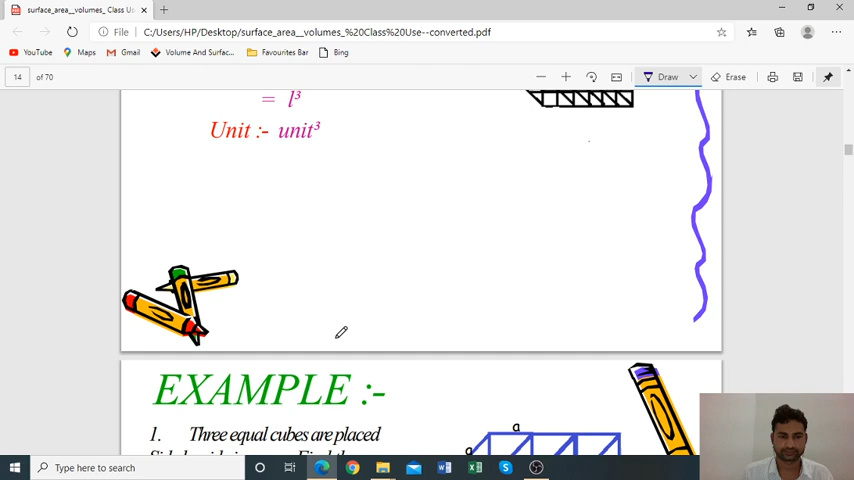 surface_area__volumes_ Class Us
File
C:/Users/HP/Desktop/surface_area__volumes_%20Class%20Use--converted.pdf
YouTube
Maps
Gmail
Volume And Surfac...
Favourites Bar
Bing
14 of 70
Draw
Erase
= l³
Unit :- unit³
EXAMPLE :-
1. Three equal cubes are placed
a
a
Type here to search